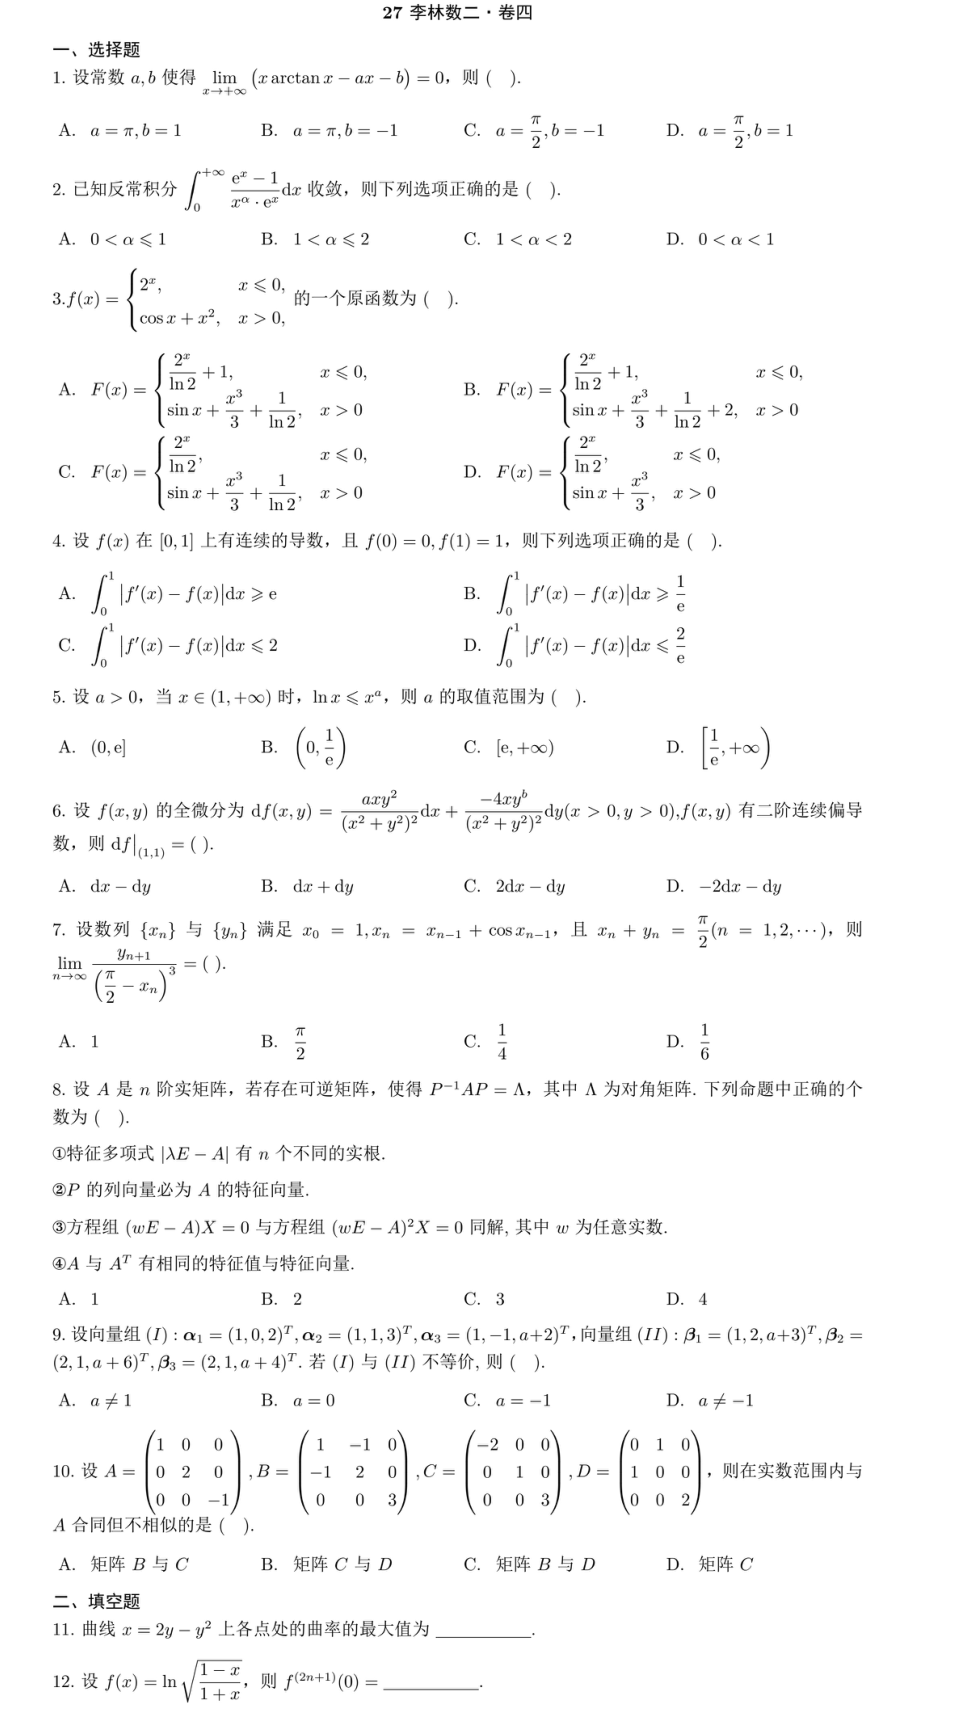 27 李林数二·卷四
一、选择题
1. 设常数 a, b 使得 lim_{x→+∞} (x arctan x − ax − b) = 0，则 (  ).
A. a = π, b = 1  B. a = π, b = −1  C. a = π/2, b = −1  D. a = π/2, b = 1
2. 已知反常积分 ∫_0^{+∞} (e^x − 1)/(x^α · e^x) dx 收敛，则下列选项正确的是 (  ).
A. 0 < α ⩽ 1  B. 1 < α ⩽ 2  C. 1 < α < 2  D. 0 < α < 1
3.f(x) = { 2^x, x ⩽ 0, cos x + x², x > 0, 的一个原函数为 (  ).
A. F(x) = { 2^x/ln 2 + 1, x ⩽ 0, sin x + x³/3 + 1/ln 2, x > 0  B. F(x) = { 2^x/ln 2 + 1, x ⩽ 0, sin x + x³/3 + 1/ln 2 + 2, x > 0
C. F(x) = { 2^x/ln 2, x ⩽ 0, sin x + x³/3 + 1/ln 2, x > 0  D. F(x) = { 2^x/ln 2, x ⩽ 0, sin x + x³/3, x > 0
4. 设 f(x) 在 [0, 1] 上有连续的导数，且 f(0) = 0, f(1) = 1，则下列选项正确的是 (  ).
A. ∫_0^1 |f′(x) − f(x)|dx ⩾ e  B. ∫_0^1 |f′(x) − f(x)|dx ⩾ 1/e
C. ∫_0^1 |f′(x) − f(x)|dx ⩽ 2  D. ∫_0^1 |f′(x) − f(x)|dx ⩽ 2/e
5. 设 a > 0，当 x ∈ (1, +∞) 时，ln x ⩽ x^a，则 a 的取值范围为 (  ).
A. (0, e]  B. (0, 1/e)  C. [e, +∞)  D. [1/e, +∞)
6. 设 f(x, y) 的全微分为 df(x, y) = axy²/(x² + y²)² dx + −4xy^b/(x² + y²)² dy(x > 0, y > 0),f(x, y) 有二阶连续偏导
数，则 df|_(1,1) = ( ).
A. dx − dy  B. dx + dy  C. 2dx − dy  D. −2dx − dy
7. 设数列 {x_n} 与 {y_n} 满足 x_0 = 1, x_n = x_{n−1} + cos x_{n−1}，且 x_n + y_n = π/2 (n = 1, 2, ⋯)，则
lim_{n→∞} y_{n+1}/(π/2 − x_n)³ = ( ).
A. 1  B. π/2  C. 1/4  D. 1/6
8. 设 A 是 n 阶实矩阵，若存在可逆矩阵，使得 P⁻¹AP = Λ，其中 Λ 为对角矩阵. 下列命题中正确的个
数为 (  ).
①特征多项式 |λE − A| 有 n 个不同的实根.
②P 的列向量必为 A 的特征向量.
③方程组 (wE − A)X = 0 与方程组 (wE − A)²X = 0 同解, 其中 w 为任意实数.
④A 与 A^T 有相同的特征值与特征向量.
A. 1  B. 2  C. 3  D. 4
9. 设向量组 (I) : α₁ = (1, 0, 2)^T, α₂ = (1, 1, 3)^T, α₃ = (1, −1, a+2)^T，向量组 (II) : β₁ = (1, 2, a+3)^T, β₂ =
(2, 1, a + 6)^T, β₃ = (2, 1, a + 4)^T. 若 (I) 与 (II) 不等价, 则 (  ).
A. a ≠ 1  B. a = 0  C. a = −1  D. a ≠ −1
10. 设 A = (1 0 0; 0 2 0; 0 0 −1), B = (1 −1 0; −1 2 0; 0 0 3), C = (−2 0 0; 0 1 0; 0 0 3), D = (0 1 0; 1 0 0; 0 0 2)，则在实数范围内与
A 合同但不相似的是 (  ).
A. 矩阵 B 与 C  B. 矩阵 C 与 D  C. 矩阵 B 与 D  D. 矩阵 C
二、填空题
11. 曲线 x = 2y − y² 上各点处的曲率的最大值为 ________.
12. 设 f(x) = ln √((1 − x)/(1 + x))，则 f^(2n+1)(0) = ________.